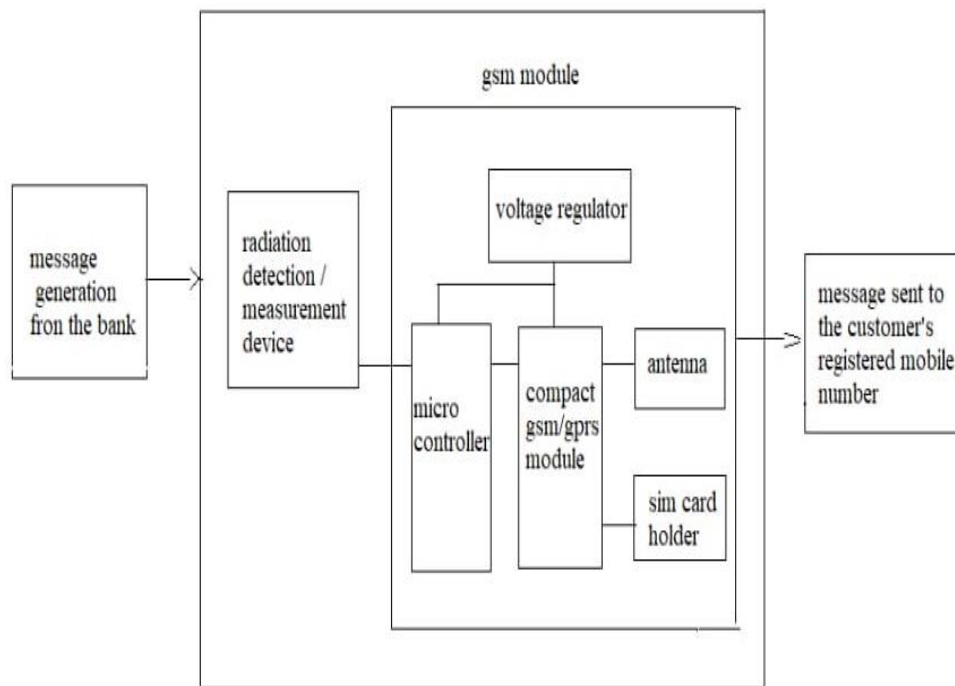 gsm module
message
generation
fron the bank
radiation
detection /
measurement
device
voltage regulator
micro
controller
compact
gsm/gprs
module
antenna
sim card
holder
message sent to
the customer's
registered mobile
number